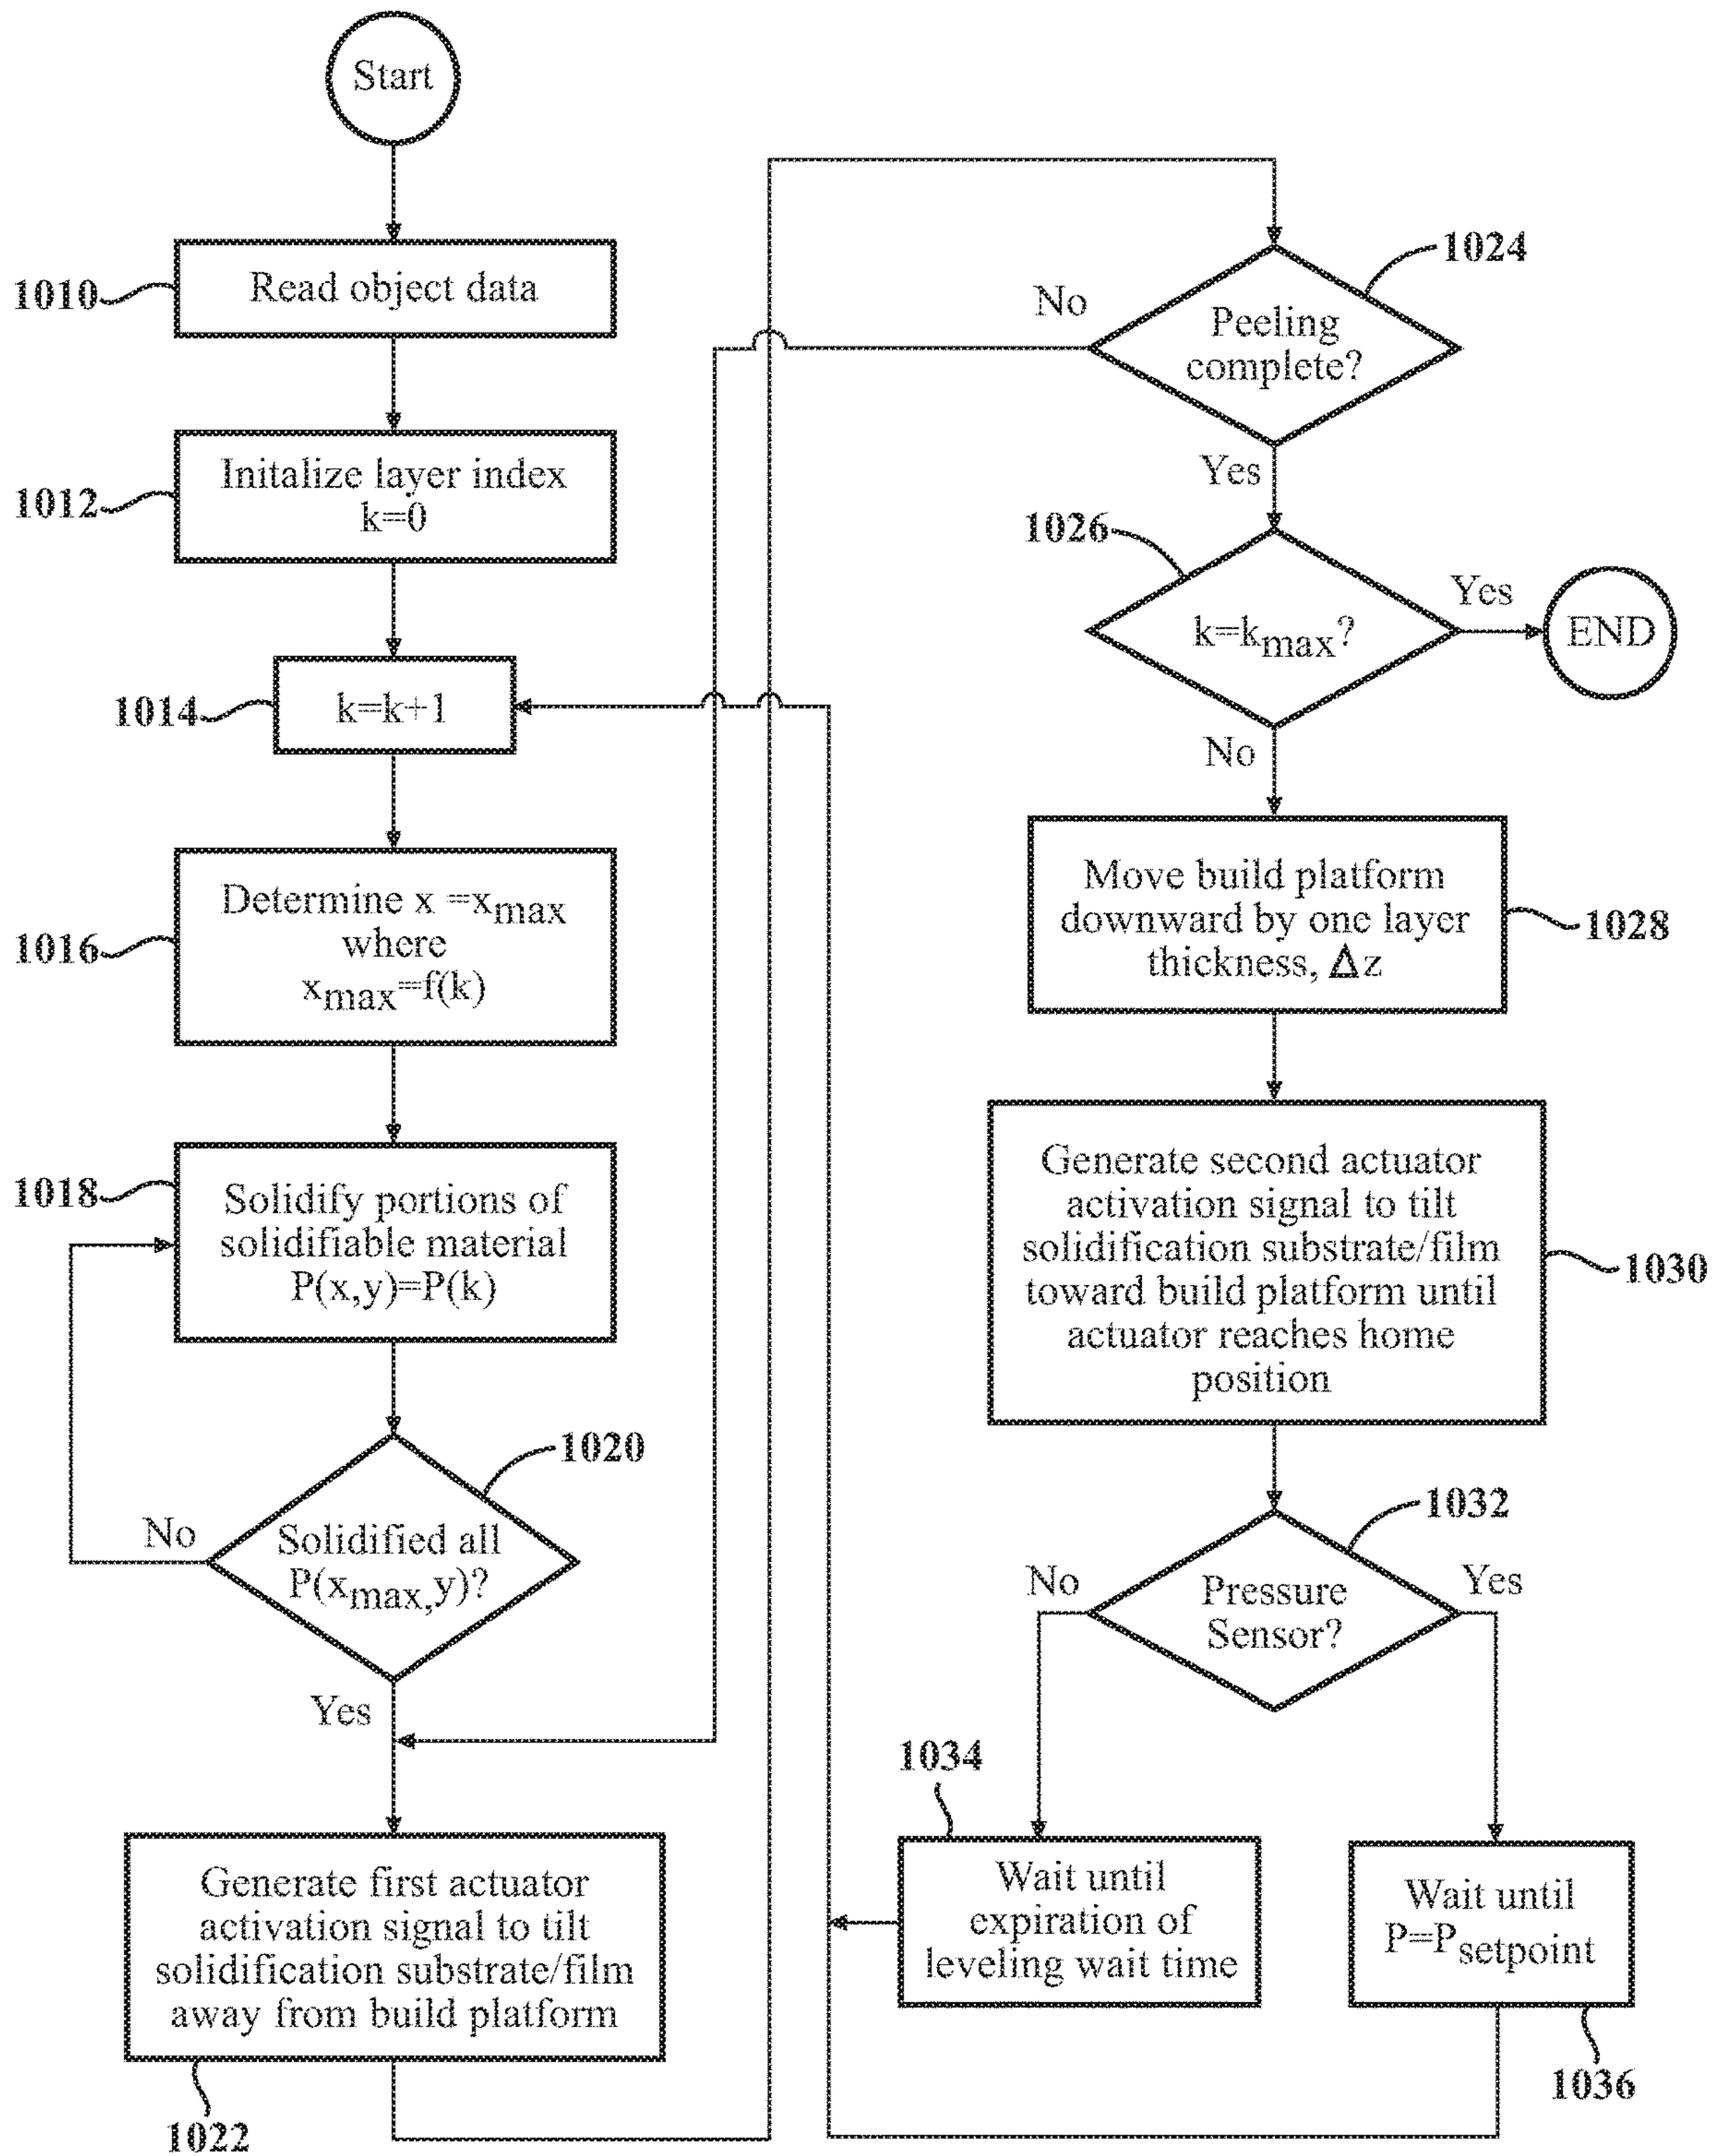 Start
1010
Read object data
1012
Initalize layer index
k=0
1014
k=k+1
1016
Determine x =xmax
where
xmax=f(k)
1018
Solidify portions of
solidifiable material
P(x,y)=P(k)
1020
No
Solidified all
P(xmax,y)?
Yes
Generate first actuator
activation signal to tilt
solidification substrate/film
away from build platform
1022
1024
No
Peeling
complete?
Yes
1026
k=kmax?
Yes
END
No
Move build platform
downward by one layer
thickness, Δz
1028
Generate second actuator
activation signal to tilt
solidification substrate/film
toward build platform until
actuator reaches home
position
1030
1032
No
Pressure
Sensor?
Yes
1034
Wait until
expiration of
leveling wait time
Wait until
P=Psetpoint
1036